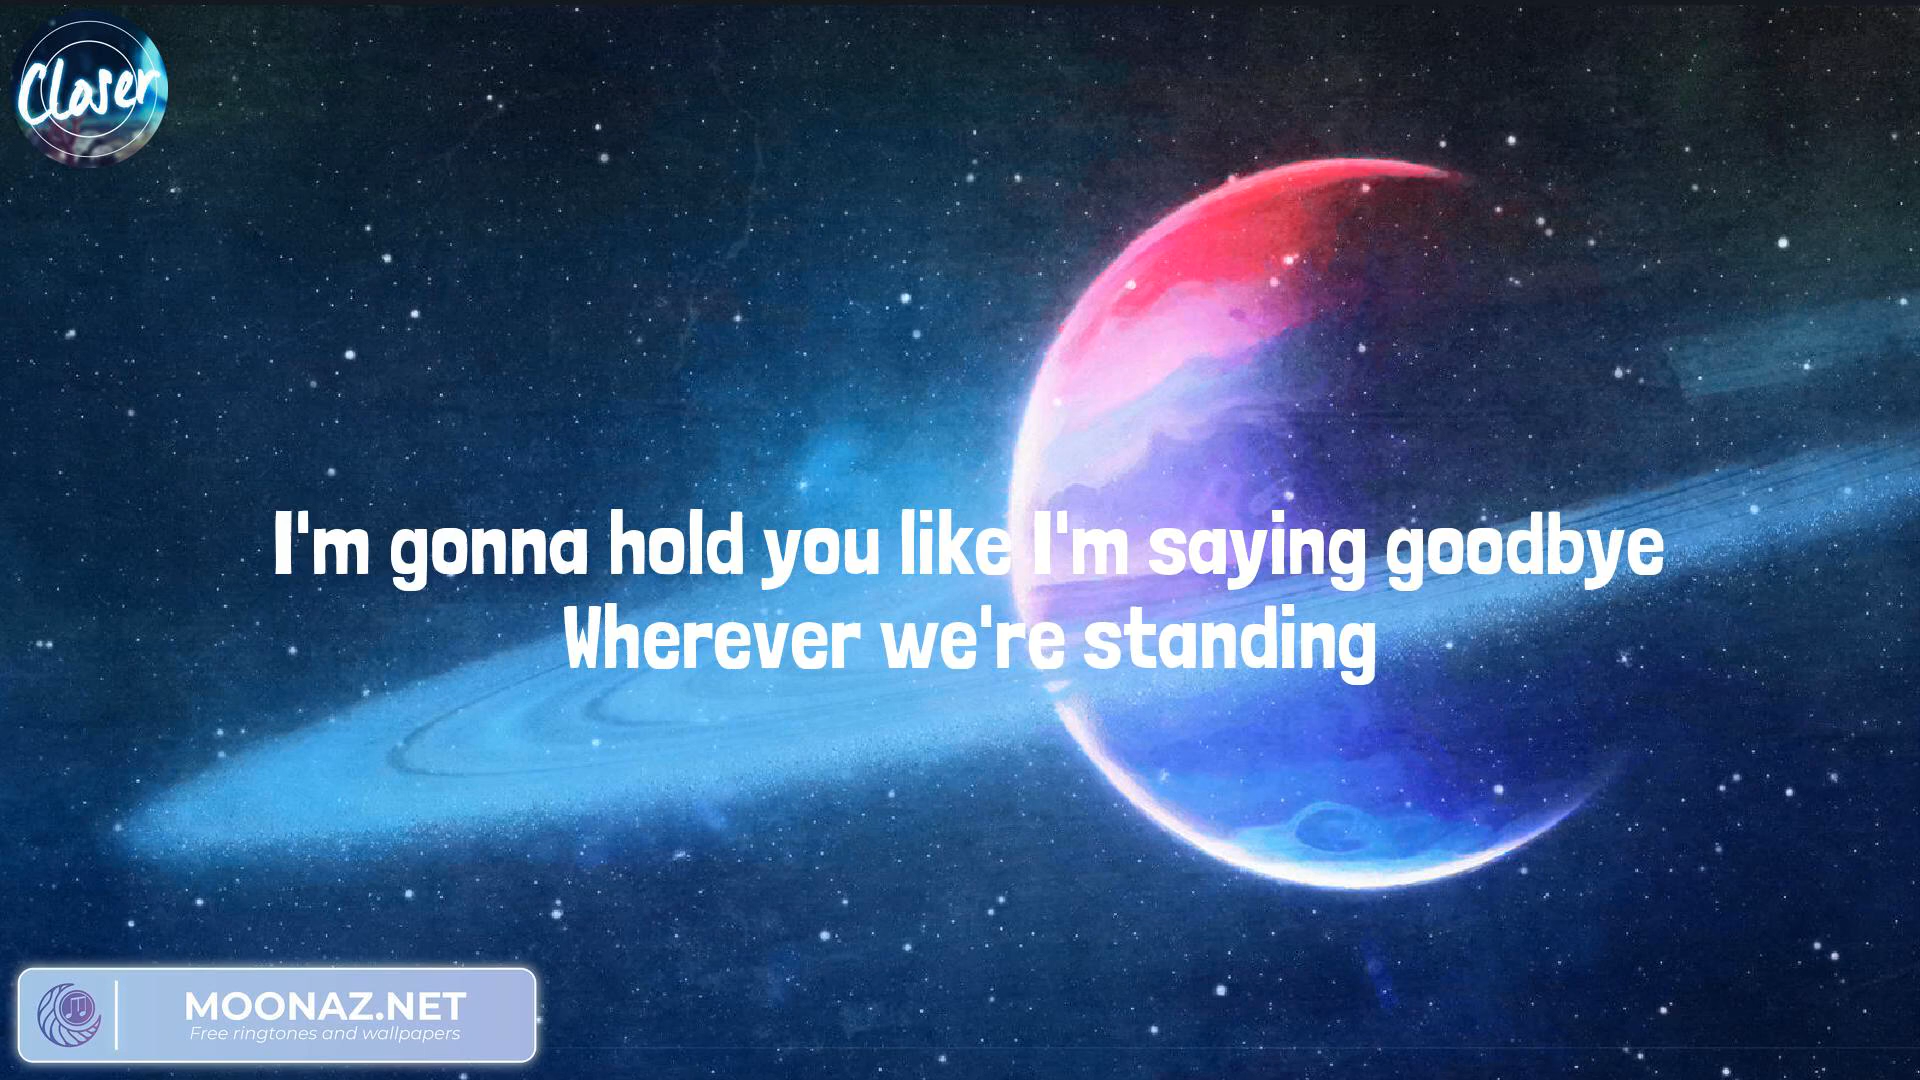 Closer
I'm gonna hold you like I'm saying goodbye
Wherever we're standing
MOONAZ.NET
Free ringtones and wallpapers